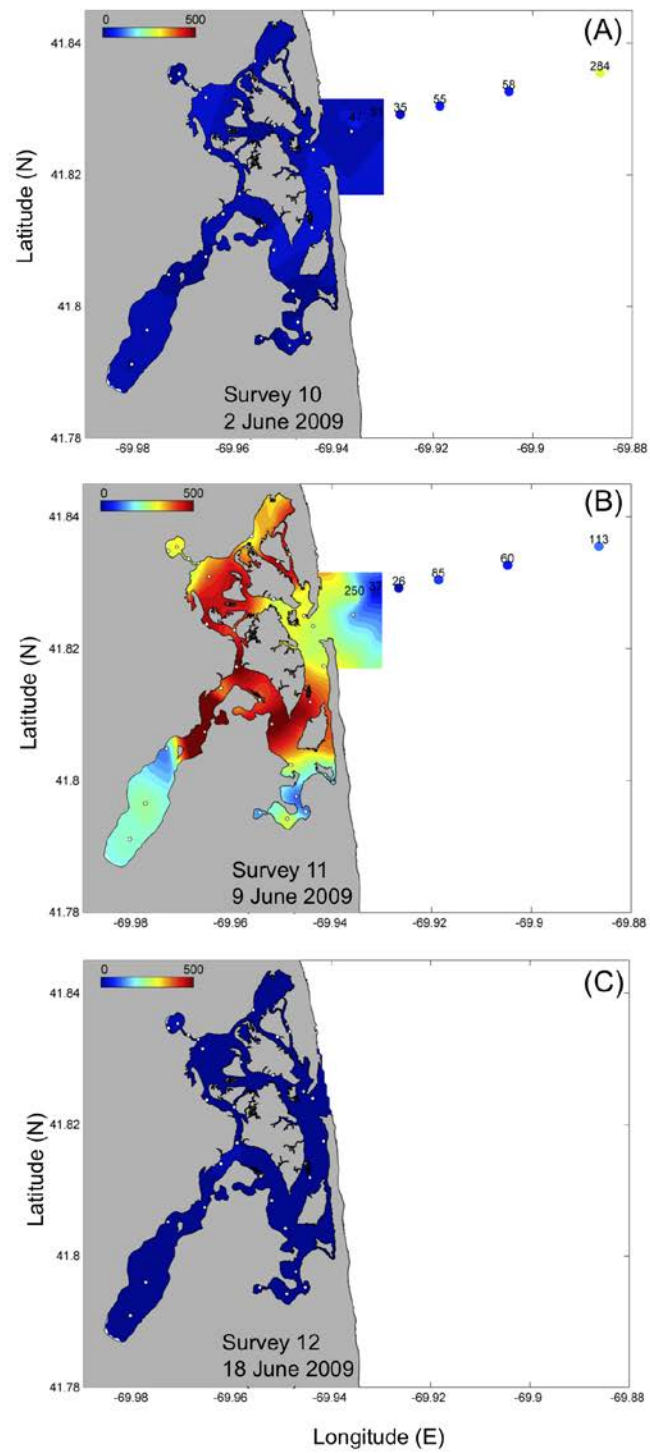 0 500 (A)
41.84
284
58
55
35
47
41.82
Latitude (N)
41.8
Survey 10
2 June 2009
41.78
-69.98 -69.96 -69.94 -69.92 -69.9 -69.88
0 500 (B)
41.84
113
60
85
26
250 37
41.82
Latitude (N)
41.8
Survey 11
9 June 2009
41.78
-69.98 -69.96 -69.94 -69.92 -69.9 -69.88
0 500 (C)
41.84
41.82
Latitude (N)
41.8
Survey 12
18 June 2009
41.78
-69.98 -69.96 -69.94 -69.92 -69.9 -69.88
Longitude (E)